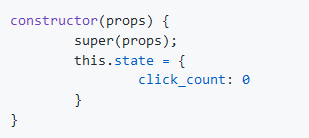 constructor(props) {
        super(props);
        this.state = {
                click_count: 0
        }
}